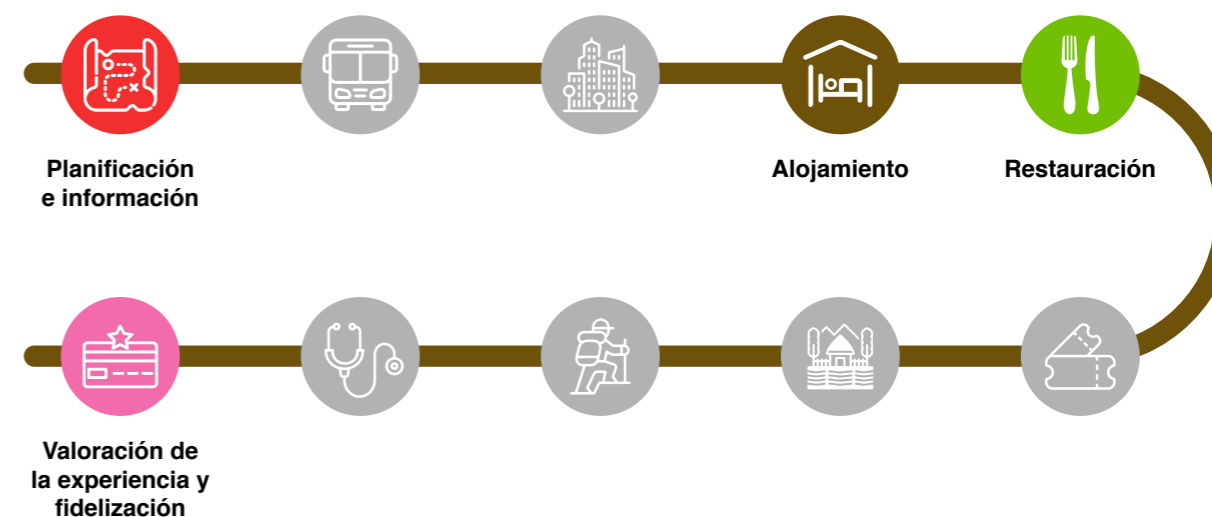 Planificación
e información
Alojamiento
Restauración
Valoración de
la experiencia y
fidelización